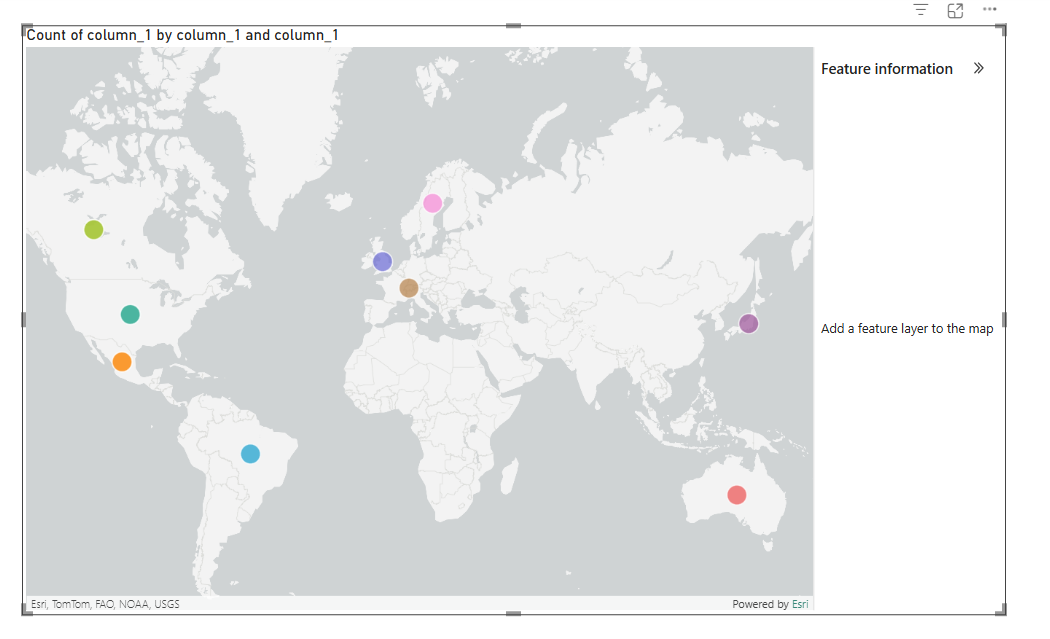 Count of column_1 by column_1 and column_1
Feature information
Add a feature layer to the map
Esri, TomTom, FAO, NOAA, USGS
Powered by Esri